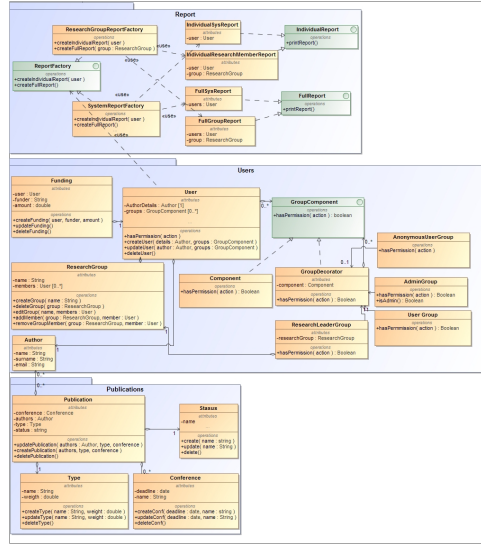 Report
ResearchGroupReportFactory
operations
+createIndividualReport( user )
+createFullReport( group : ResearchGroup )
IndividualSysReport
attributes
-user : User
IndividualReport
operations
+printReport()
«use»
IndividualResearchMemberReport
attributes
-user : User
-group : ResearchGroup
ReportFactory
operations
+createIndividualReport( user )
+createFullReport()
«use»
«use»
SystemReportFactory
operations
+createIndividualReport( user )
+createFullReport()
«use»
FullSysReport
attributes
-users : User
FullReport
operations
+printReport()
FullGroupReport
attributes
-users : User
-group : ResearchGroup
Users
Funding
attributes
-user : User
-funder : String
-amount : double
operations
+createFunding( user, funder, amount )
+updateFunding()
+deleteFunding()
User
attributes
-AuthorDetails : Author [1]
-groups : GroupComponent [0..*]
operations
+hasPermission( action )
+createUser( details : Author, groups : GroupComponent )
+updateUser( author : Author, groups : GroupComponent )
+deleteUser()
0..*
1
GroupComponent
operations
+hasPermission( action ) : boolean
0..*
0..1
AnonymousUserGroup
operations
+hasPermission( action )
ResearchGroup
attributes
-name : String
-members : User [0..*]
operations
+createGroup( name : String )
+deleteGroup( group : ResearchGroup )
+editGroup( name, members : User )
+addMember( group : ResearchGroup, member : User )
+removeGroupMember( group : ResearchGroup, member : User )
Component
operations
+hasPermission( action ) : Boolean
GroupDecorator
attributes
-component : Component
operations
+hasPermission( action ) : Boolean
AdminGroup
operations
+hasPermission( action ) : Boolean
+isAdmin() : Boolean
User Group
operations
+hasPermission( action ) : Boolean
ResearchLeaderGroup
attributes
-researchGroup : ResearchGroup
operations
+hasPermission( action ) : Boolean
Author
attributes
-name : String
-surname : String
-email : String
1
0..*
Publications
Publication
attributes
-conference : Conference
-authors : Author
-type : Type
-status : string
operations
+updatePublication( authors : Author, type, conference )
+createPublication( authors, type, conference )
+deletePublication()
Stasus
attributes
-name
operations
+create( name : string )
+update( name : string )
+delete()
1
0..*
Type
attributes
-name : String
-weigth : double
operations
+createType( name : String, weight : double )
+updateType( name : String, weight : double )
+deleteType()
Conference
attributes
-deadline : date
-name : String
operations
+createConf( deadline : date, name : string )
+updateConf( deadline : date, name : string )
+deleteConf()